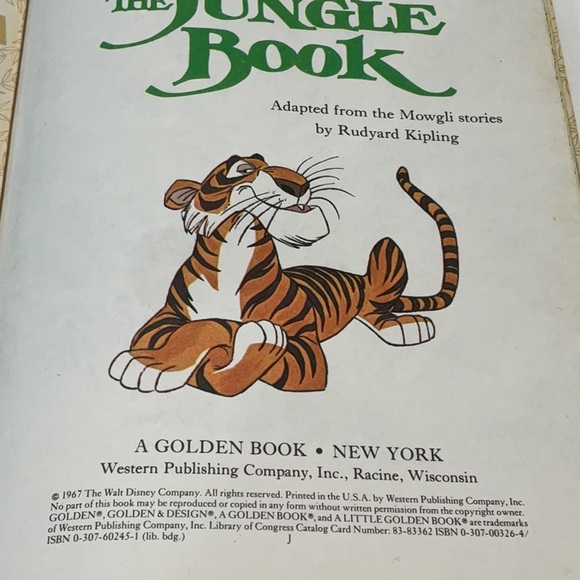 THE JUNGLE
BOOK
Adapted from the Mowgli stories
by Rudyard Kipling
A GOLDEN BOOK • NEW YORK
Western Publishing Company, Inc., Racine, Wisconsin
© 1967 The Walt Disney Company. All rights reserved. Printed in the U.S.A. by Western Publishing Company, Inc.
No part of this book may be reproduced or copied in any form without written permission from the copyright owner.
GOLDEN®, GOLDEN & DESIGN®, A GOLDEN BOOK®, and A LITTLE GOLDEN BOOK® are trademarks
of Western Publishing Company, Inc. Library of Congress Catalog Card Number: 83-83362 ISBN 0-307-00326-4/
ISBN 0-307-60245-1 (lib. bdg.) J